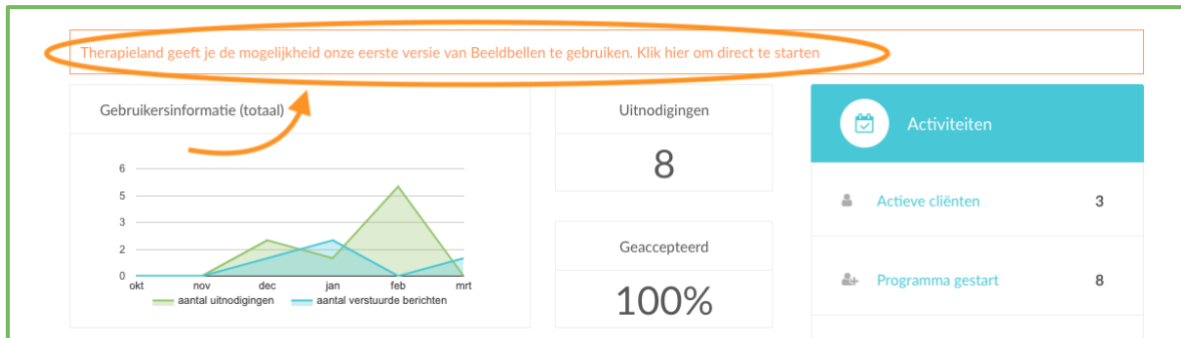 Therapieland geeft je de mogelijkheid onze eerste versie van Beeldbellen te gebruiken. Klik hier om direct te starten
Gebruikersinformatie (totaal)
6
5
3
2
0
okt nov dec jan feb mrt
aantal uitnodigingen aantal verstuurde berichten
Uitnodigingen
8
Geaccepteerd
100%
Activiteiten
Actieve cliënten 3
Programma gestart 8